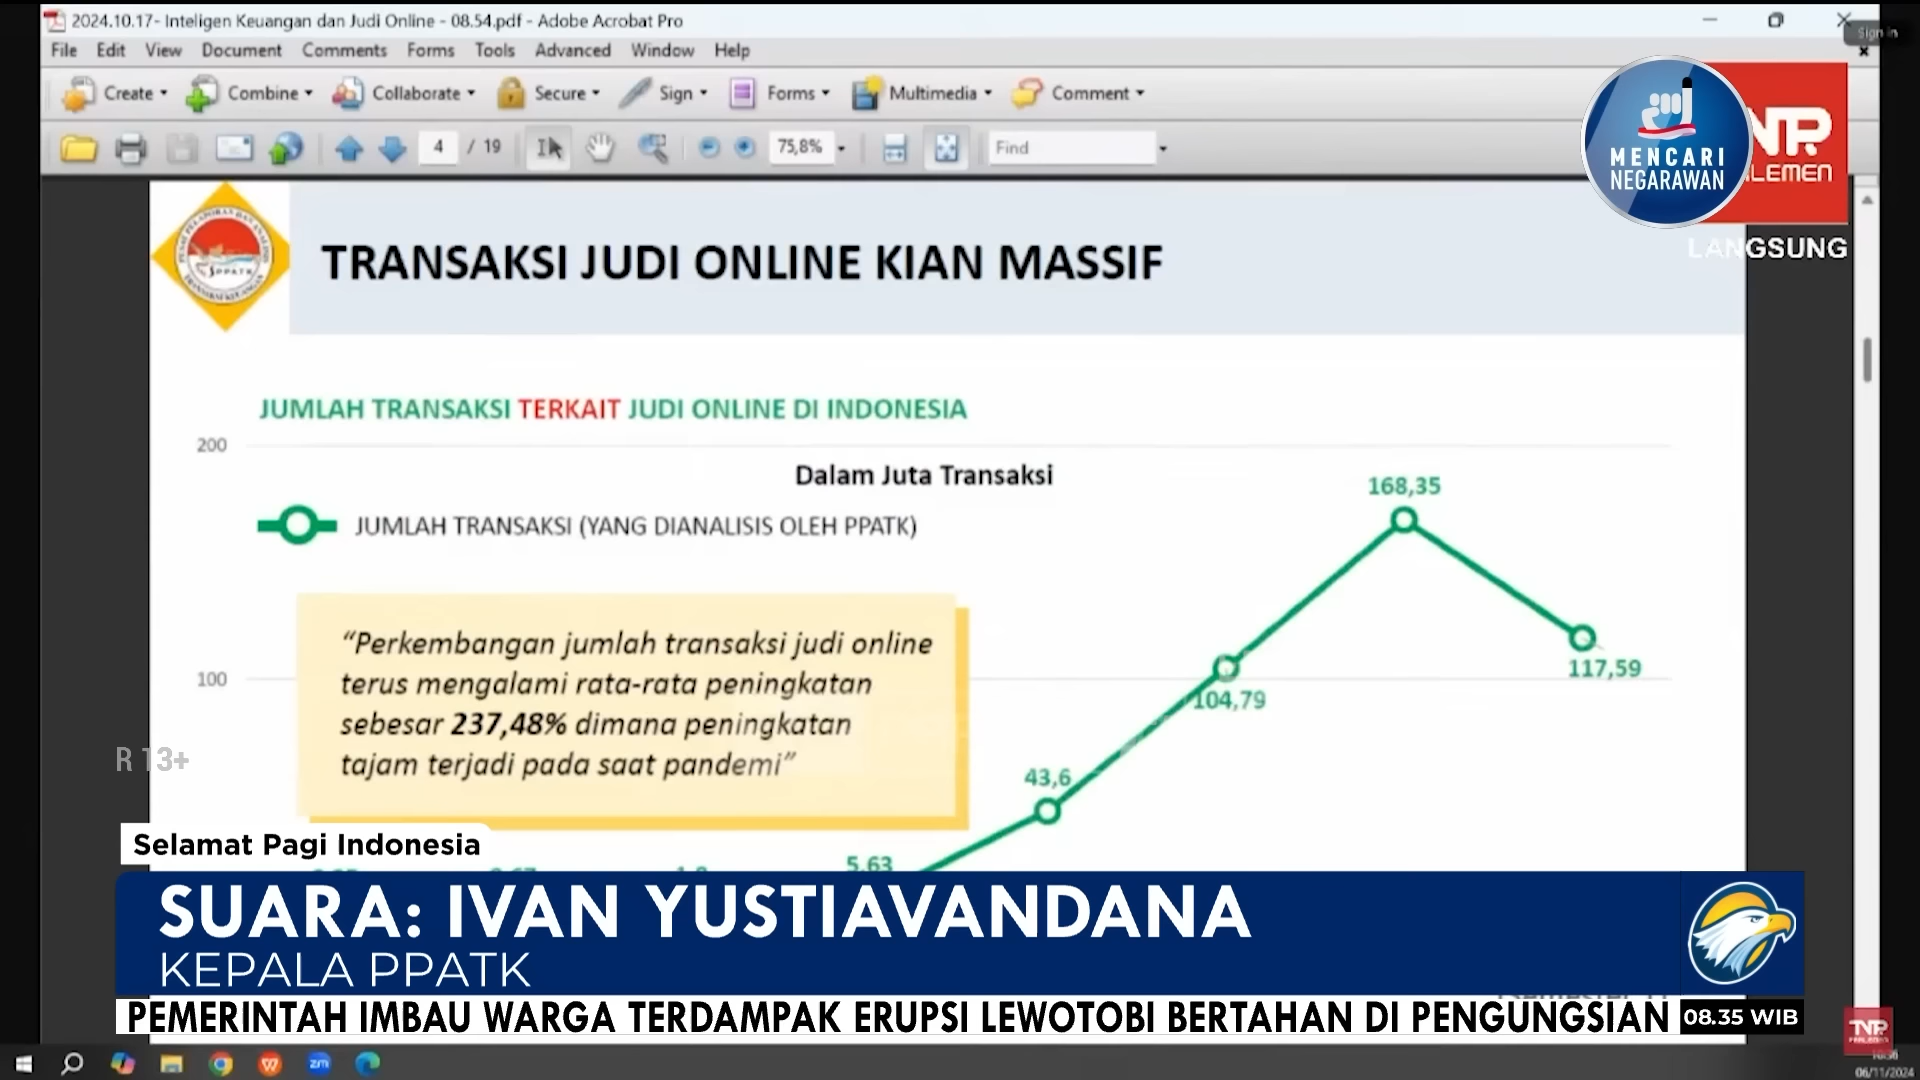 2024.10.17- Inteligen Keuangan dan Judi Online - 08.54.pdf - Adobe Acrobat Pro
Sign in
File Edit View Document Comments Forms Tools Advanced Window Help
Create Combine Collaborate Secure Sign Forms Multimedia Comment
4 / 19 75,8% Find
MENCARI
NEGARAWAN
LANGSUNG
PPATK
TRANSAKSI JUDI ONLINE KIAN MASSIF
JUMLAH TRANSAKSI TERKAIT JUDI ONLINE DI INDONESIA
200
Dalam Juta Transaksi
168,35
JUMLAH TRANSAKSI (YANG DIANALISIS OLEH PPATK)
“Perkembangan jumlah transaksi judi online
terus mengalami rata-rata peningkatan
sebesar 237,48% dimana peningkatan
tajam terjadi pada saat pandemi”
117,59
100
104,79
43,6
5,63
R 13+
Selamat Pagi Indonesia
SUARA: IVAN YUSTIAVANDANA
KEPALA PPATK
PEMERINTAH IMBAU WARGA TERDAMPAK ERUPSI LEWOTOBI BERTAHAN DI PENGUNGSIAN
08.35 WIB
06/11/2024